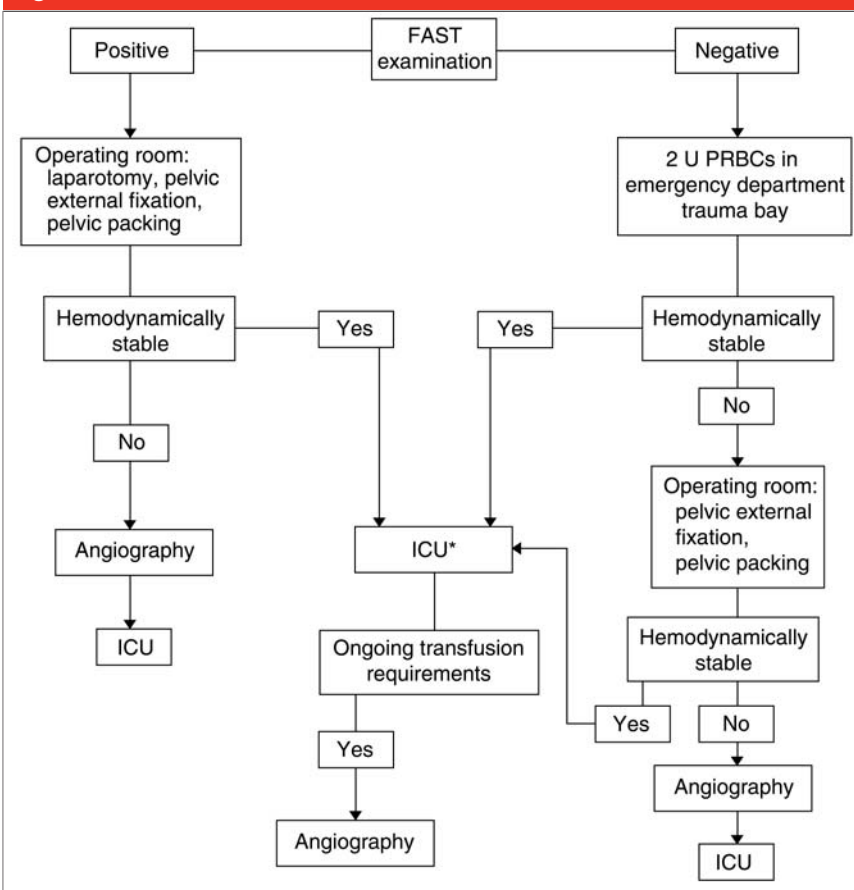 FAST
examination
Positive
Negative
Operating room:
laparotomy, pelvic
external fixation,
pelvic packing
2 U PRBCs in
emergency department
trauma bay
Hemodynamically
stable
Yes
Yes
Hemodynamically
stable
No
No
Angiography
ICU
Operating room:
pelvic external
fixation,
pelvic packing
ICU*
Ongoing transfusion
requirements
Yes
Angiography
Hemodynamically
stable
Yes
No
Angiography
ICU